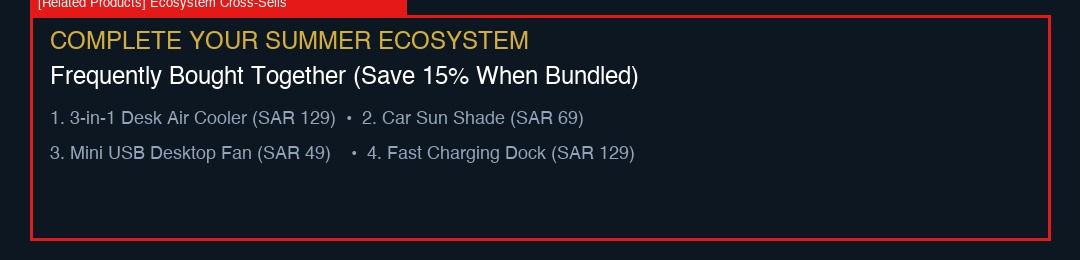 [Related Products] Ecosystem Cross-Sells
COMPLETE YOUR SUMMER ECOSYSTEM
Frequently Bought Together (Save 15% When Bundled)
1. 3-in-1 Desk Air Cooler (SAR 129) • 2. Car Sun Shade (SAR 69)
3. Mini USB Desktop Fan (SAR 49) • 4. Fast Charging Dock (SAR 129)